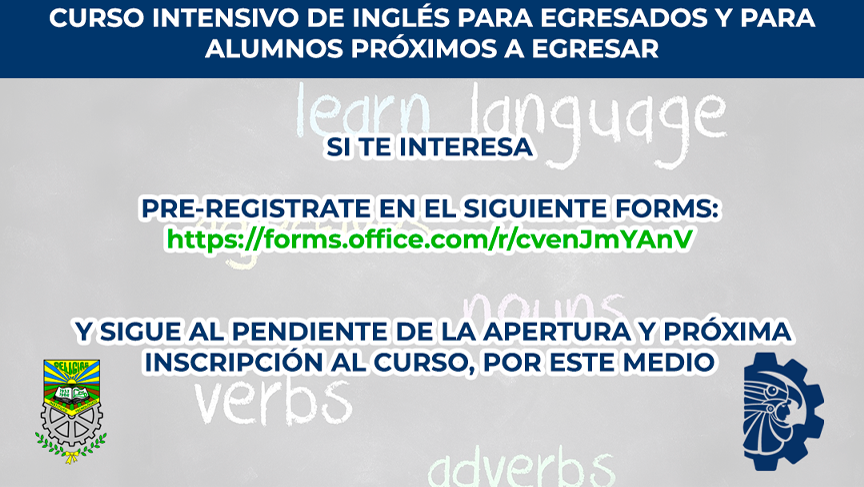 CURSO INTENSIVO DE INGLÉS PARA EGRESADOS Y PARA
ALUMNOS PRÓXIMOS A EGRESAR
learn language
SI TE INTERESA
PRE-REGISTRATE EN EL SIGUIENTE FORMS:
https://forms.office.com/r/cvenJmYAnV
nouns
Y SIGUE AL PENDIENTE DE LA APERTURA Y PRÓXIMA
INSCRIPCIÓN AL CURSO, POR ESTE MEDIO
verbs
adverbs